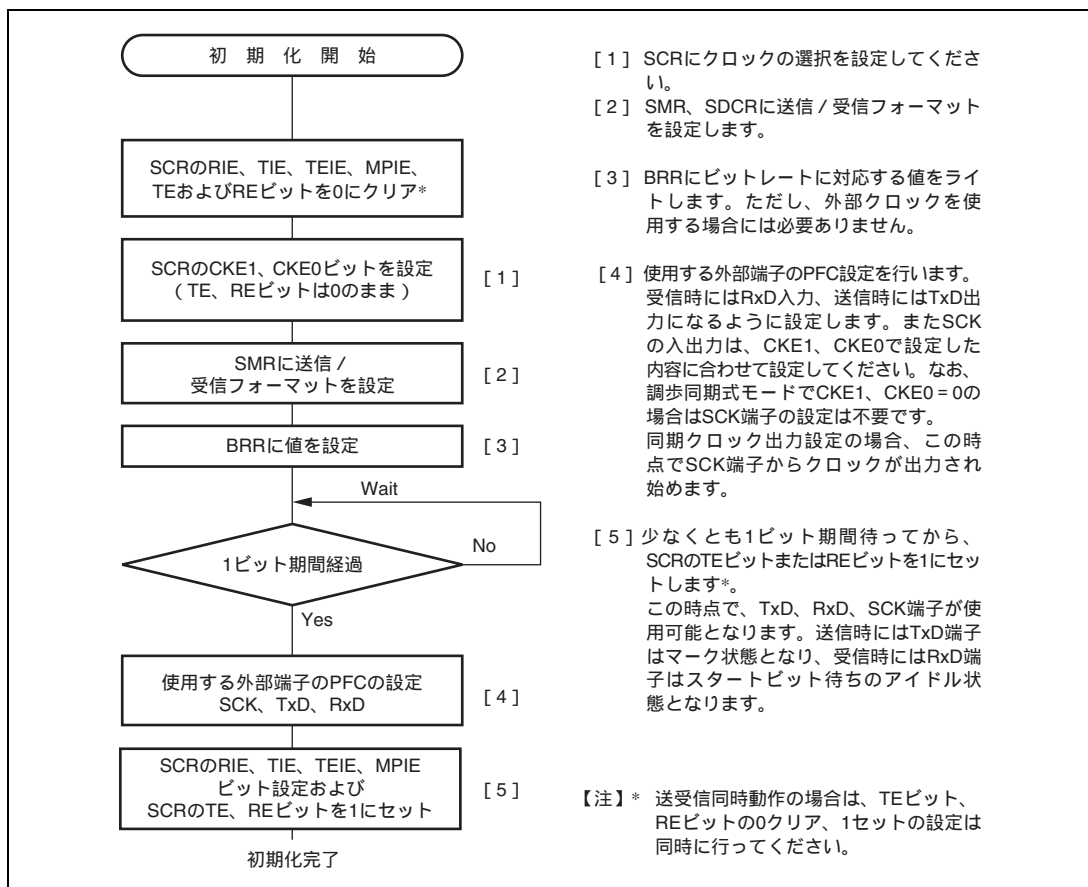 初 期 化 開 始
SCRのRIE、TIE、TEIE、MPIE、
TEおよびREビットを0にクリア*
SCRのCKE1、CKE0ビットを設定
（TE、REビットは0のまま）
[ 1 ]
SMRに送信 /
受信フォーマットを設定
[ 2 ]
BRRに値を設定
[ 3 ]
Wait
1ビット期間経過
No
Yes
使用する外部端子のPFCの設定
SCK、TxD、RxD
[ 4 ]
SCRのRIE、TIE、TEIE、MPIE
ビット設定および
SCRのTE、REビットを1にセット
[ 5 ]
初期化完了
[ 1 ] SCRにクロックの選択を設定してくださ
い。
[ 2 ] SMR、SDCRに送信 / 受信フォーマット
を設定します。
[ 3 ] BRRにビットレートに対応する値をライ
トします。ただし、外部クロックを使
用する場合には必要ありません。
[ 4 ] 使用する外部端子のPFC設定を行います。
受信時にはRxD入力、送信時にはTxD出
力になるように設定します。またSCK
の入出力は、CKE1、CKE0で設定した
内容に合わせて設定してください。なお、
調歩同期式モードでCKE1、CKE0 = 0の
場合はSCK端子の設定は不要です。
同期クロック出力設定の場合、この時
点でSCK端子からクロックが出力され
始めます。
[ 5 ] 少なくとも1ビット期間待ってから、
SCRのTEビットまたはREビットを1にセッ
トします*。
この時点で、TxD、RxD、SCK端子が使
用可能となります。送信時にはTxD端子
はマーク状態となり、受信時にはRxD端
子はスタートビット待ちのアイドル状
態となります。
【注】* 送受信同時動作の場合は、TEビット、
REビットの0クリア、1セットの設定は
同時に行ってください。